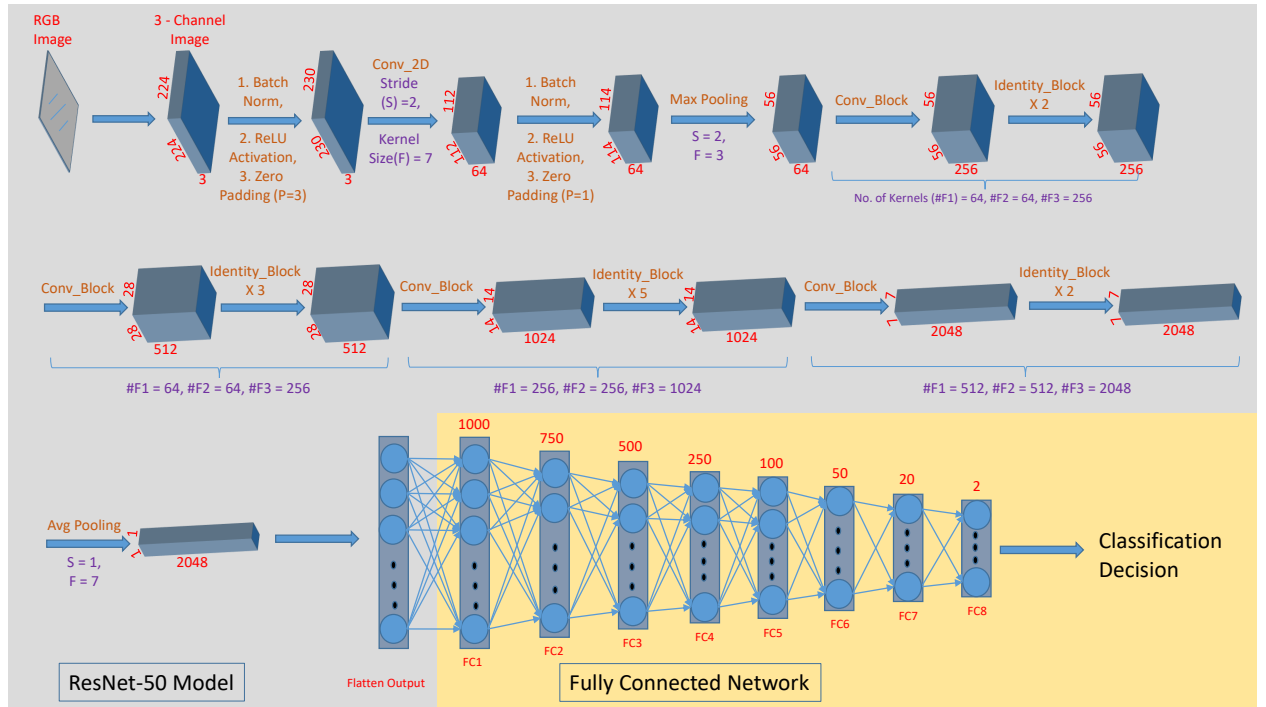 RGB
Image
3 - Channel
Image
224
224
3
1. Batch
Norm,
2. ReLU
Activation,
3. Zero
Padding (P=3)
230
230
3
Conv_2D
Stride
(S) =2,
Kernel
Size(F) = 7
112
112
64
1. Batch
Norm,
2. ReLU
Activation,
3. Zero
Padding (P=1)
114
114
64
Max Pooling
S = 2,
F = 3
56
56
64
Conv_Block
56
56
256
Identity_Block
X 2
56
56
256
No. of Kernels (#F1) = 64, #F2 = 64, #F3 = 256
Conv_Block
28
28
512
Identity_Block
X 3
28
28
512
#F1 = 64, #F2 = 64, #F3 = 256
Conv_Block
14
14
1024
Identity_Block
X 5
14
14
1024
#F1 = 256, #F2 = 256, #F3 = 1024
Conv_Block
7
7
2048
Identity_Block
X 2
7
7
2048
#F1 = 512, #F2 = 512, #F3 = 2048
Avg Pooling
S = 1,
F = 7
1
1
2048
Flatten Output
1000
FC1
750
FC2
500
FC3
250
FC4
100
FC5
50
FC6
20
FC7
2
FC8
Classification
Decision
ResNet-50 Model
Fully Connected Network